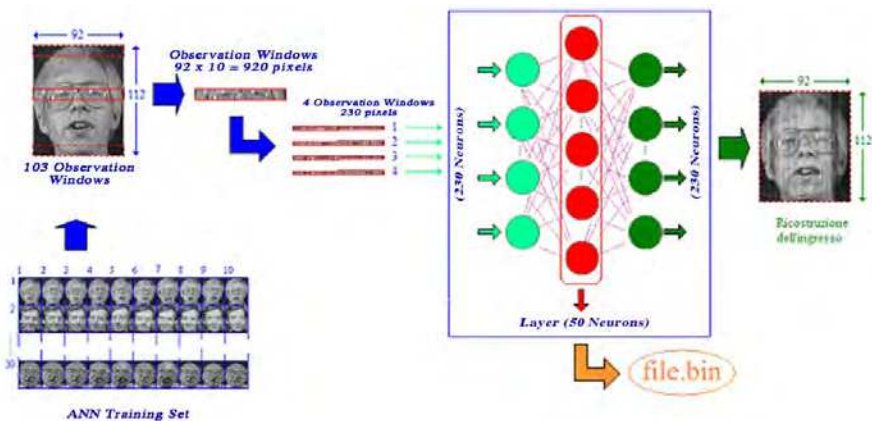 92
112
103 Observation
Windows
Observation Windows
92 x 10 = 920 pixels
4 Observation Windows
230 pixels
1
2
3
4
(230 Neurons)
(230 Neurons)
Layer (50 Neurons)
file.bin
92
112
Ricostruzione
dell'ingresso
1 2 3 4 5 6 7 8 9 10
1
2
ANN Training Set